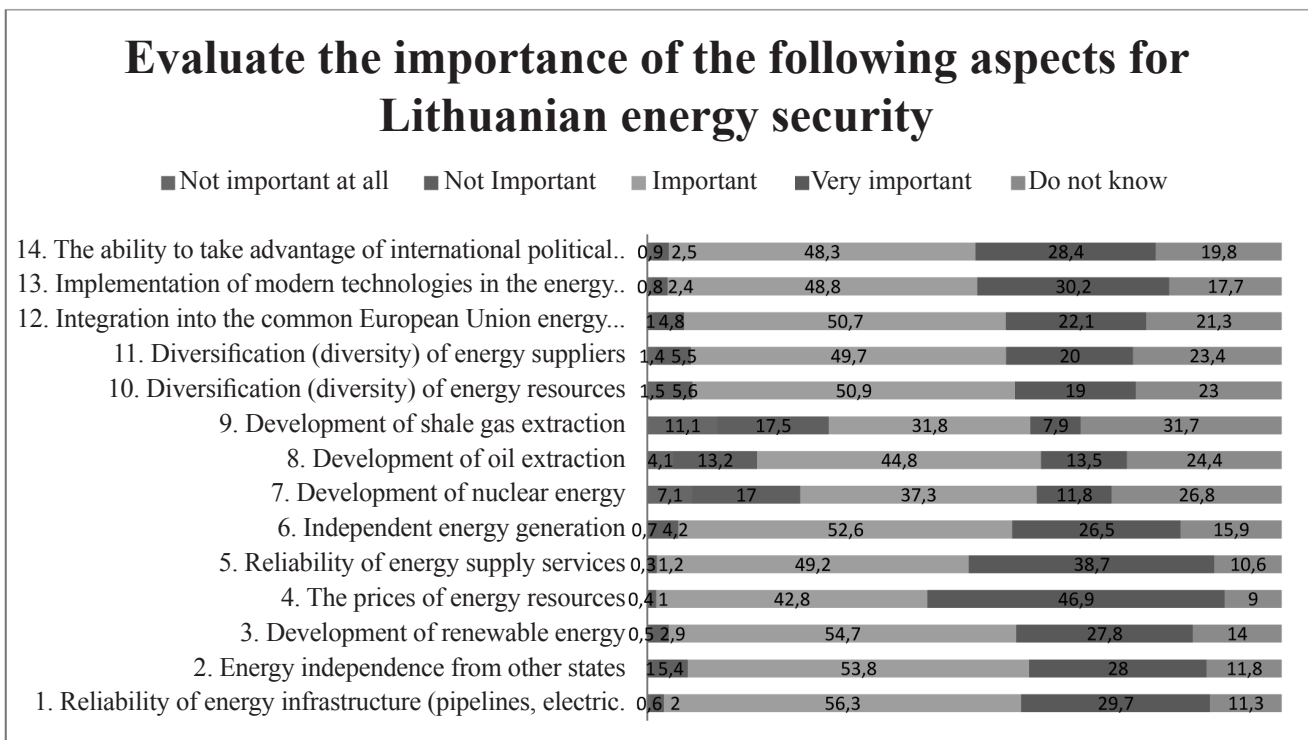 Evaluate the importance of the following aspects for
Lithuanian energy security
Not important at all Not Important Important Very important Do not know
14. The ability to take advantage of international political.. 0,9 2,5 48,3 28,4 19,8
13. Implementation of modern technologies in the energy.. 0,8 2,4 48,8 30,2 17,7
12. Integration into the common European Union energy... 1 4,8 50,7 22,1 21,3
11. Diversification (diversity) of energy suppliers 1,4 5,5 49,7 20 23,4
10. Diversification (diversity) of energy resources 1,5 5,6 50,9 19 23
9. Development of shale gas extraction 11,1 17,5 31,8 7,9 31,7
8. Development of oil extraction 4,1 13,2 44,8 13,5 24,4
7. Development of nuclear energy 7,1 17 37,3 11,8 26,8
6. Independent energy generation 0,7 4,2 52,6 26,5 15,9
5. Reliability of energy supply services 0,3 1,2 49,2 38,7 10,6
4. The prices of energy resources 0,4 1 42,8 46,9 9
3. Development of renewable energy 0,5 2,9 54,7 27,8 14
2. Energy independence from other states 1 5,4 53,8 28 11,8
1. Reliability of energy infrastructure (pipelines, electric. 0,6 2 56,3 29,7 11,3